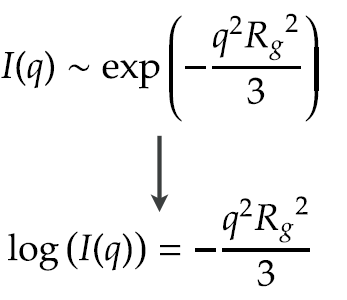 I(q) ∼ exp(−q²R_g²/3)
log (I(q)) = −q²R_g²/3